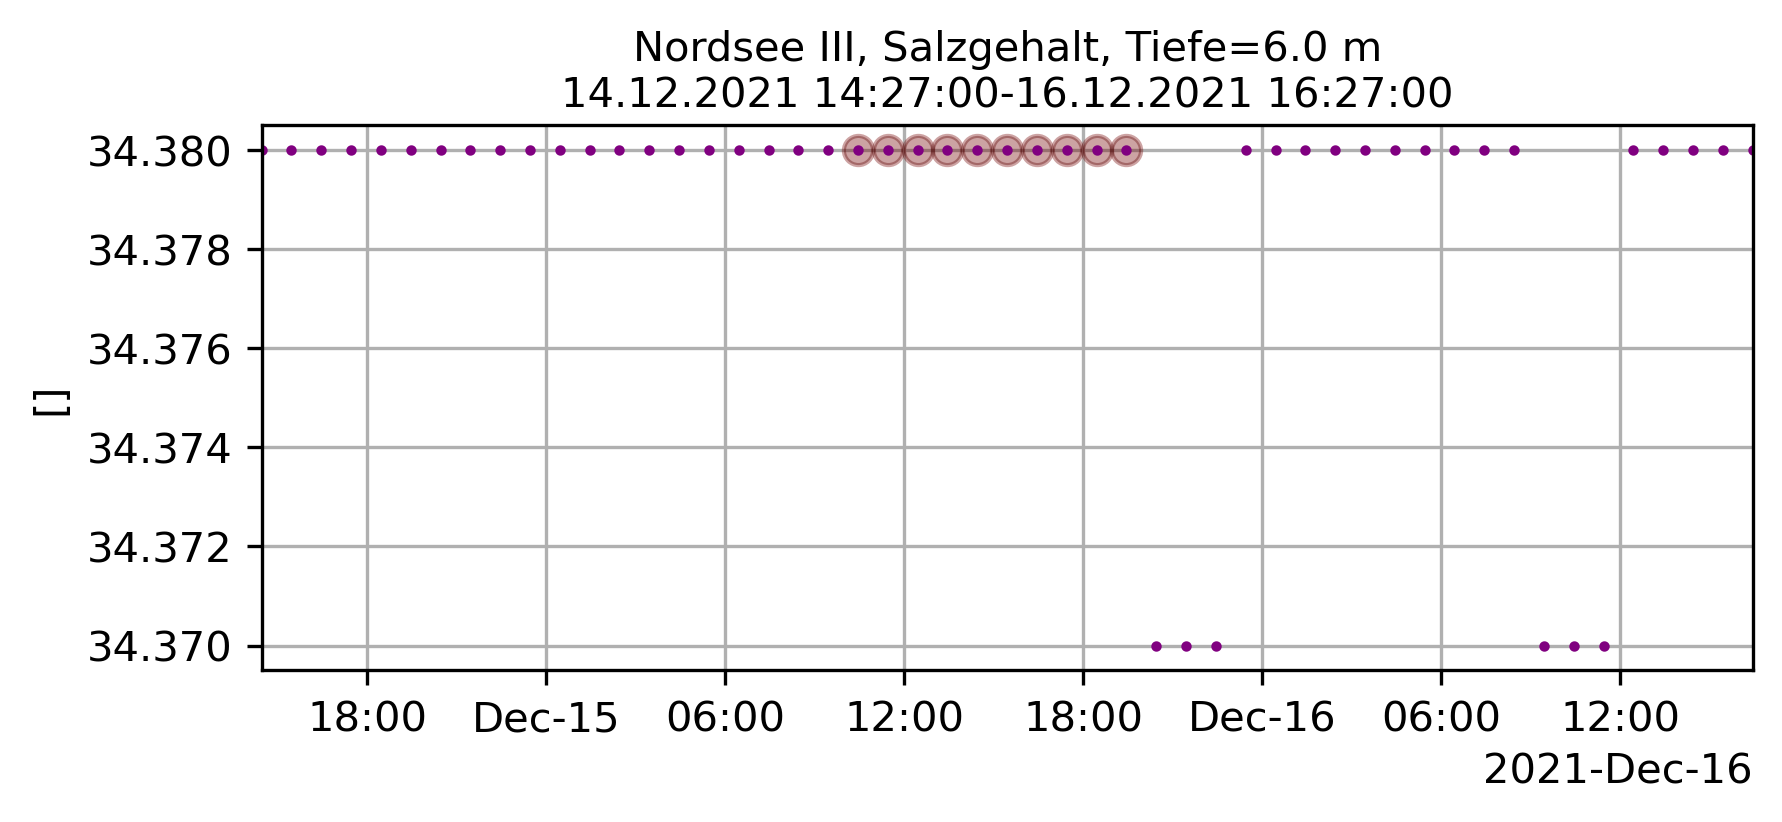 Nordsee III, Salzgehalt, Tiefe=6.0 m
14.12.2021 14:27:00-16.12.2021 16:27:00
34.380
34.378
34.376
34.374
34.372
34.370
[]
18:00 Dec-15 06:00 12:00 18:00 Dec-16 06:00 12:00
2021-Dec-16